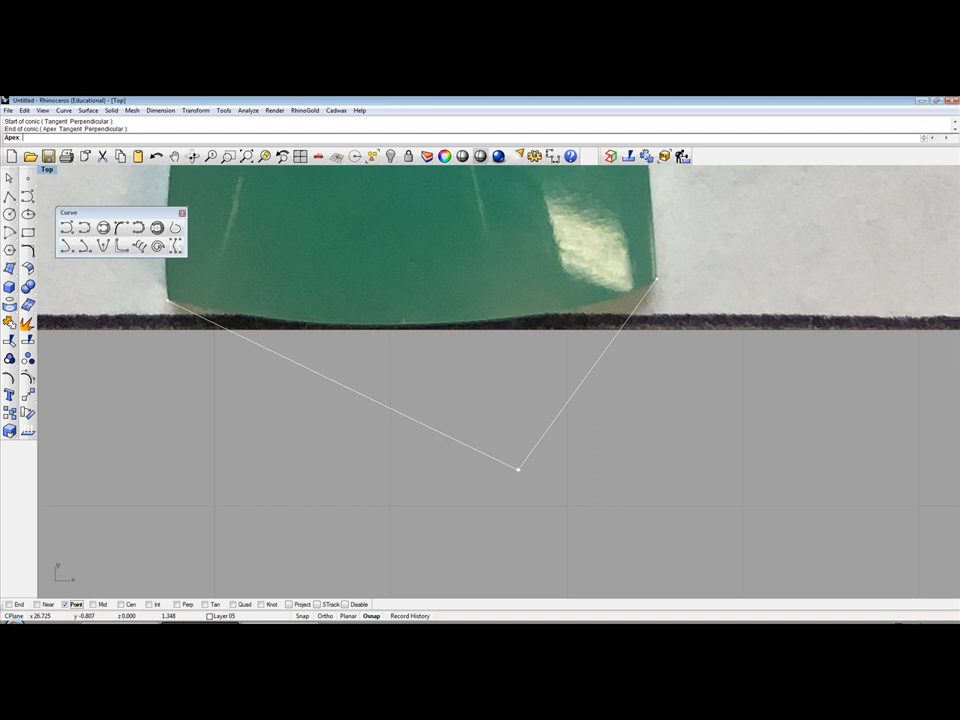 Untitled - Rhinoceros (Educational) - [Top]
File Edit View Curve Surface Solid Mesh Dimension Transform Tools Analyze Render RhinoGold Cadwax Help
Start of conic ( Tangent Perpendicular ):
End of conic ( Apex Tangent Perpendicular ):
Apex
Top
Curve
y
x
End Near Point Mid Cen Int Perp Tan Quad Knot Project STrack Disable
CPlane x 26.725 y -0.807 z 0.000 1.348 Layer 05 Snap Ortho Planar Osnap Record History